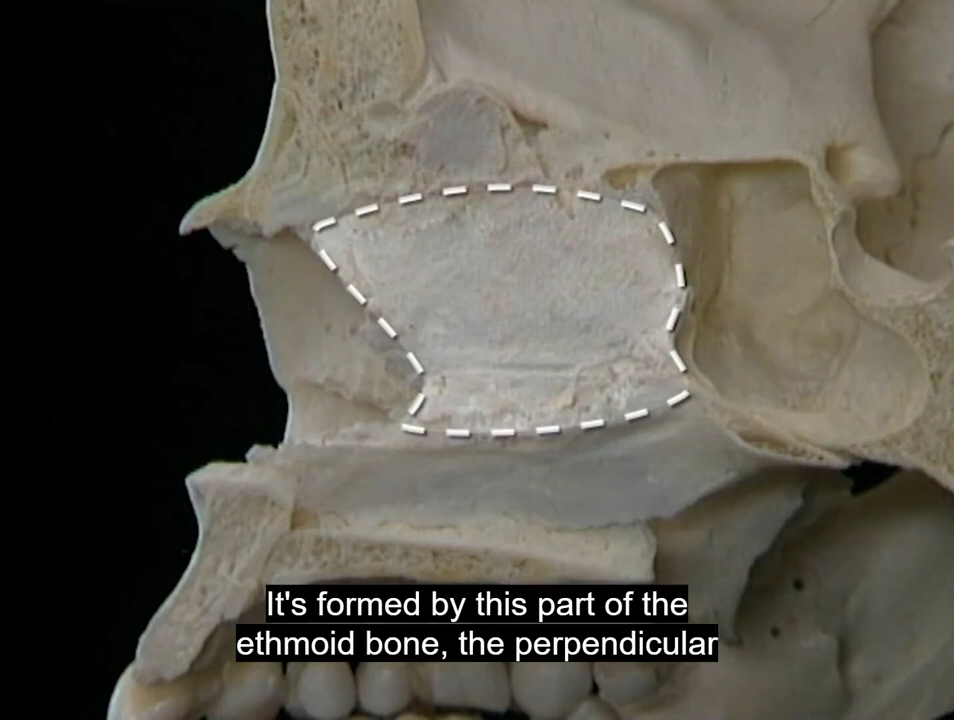 It's formed by this part of the
ethmoid bone, the perpendicular